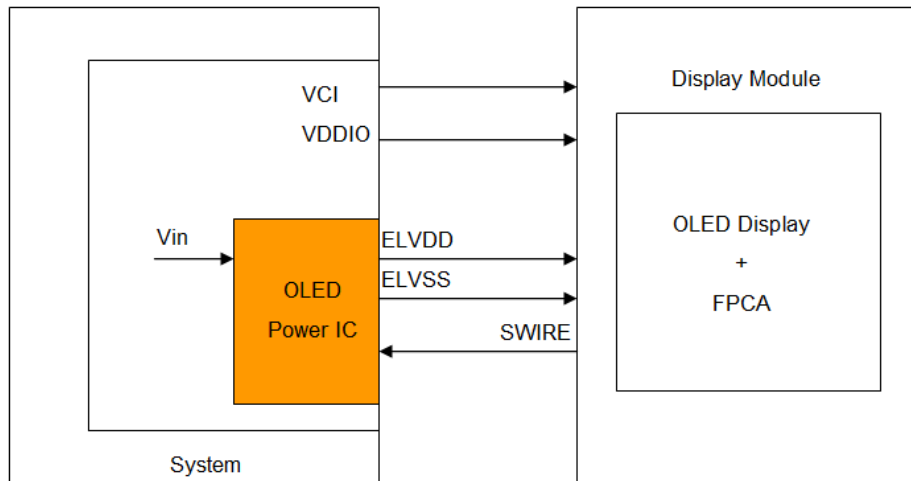 VCI
VDDIO
Display Module
Vin
ELVDD
ELVSS
SWIRE
OLED
Power IC
OLED Display
+
FPCA
System